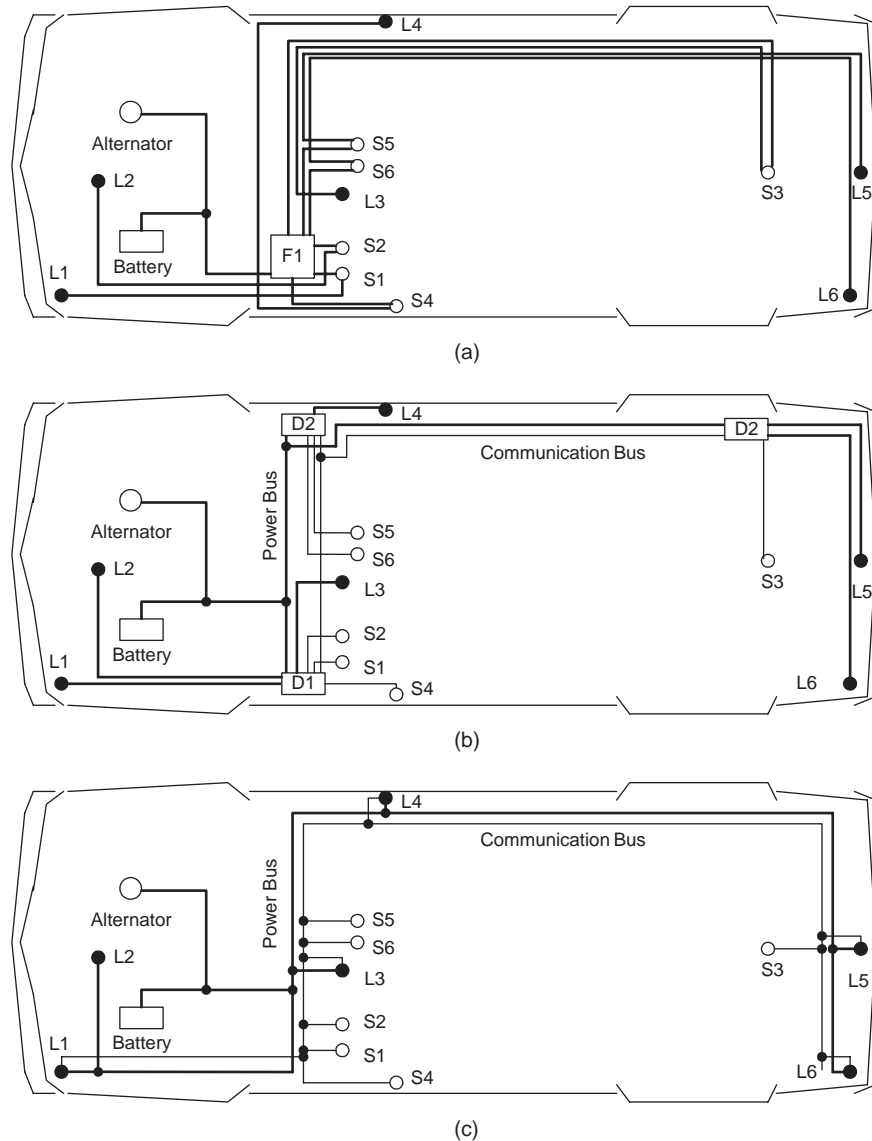 L4
Alternator
S5
S6
L2
L3
S3
L5
S2
F1
Battery
S1
L1
L6
S4
(a)
L4
D2
D2
Communication Bus
Power Bus
Alternator
S5
S6
L2
L3
S3
L5
S2
Battery
S1
L1
D1
S4
L6
(b)
L4
Communication Bus
Power Bus
Alternator
S5
S6
L2
L3
S3
L5
S2
Battery
S1
L1
L6
S4
(c)